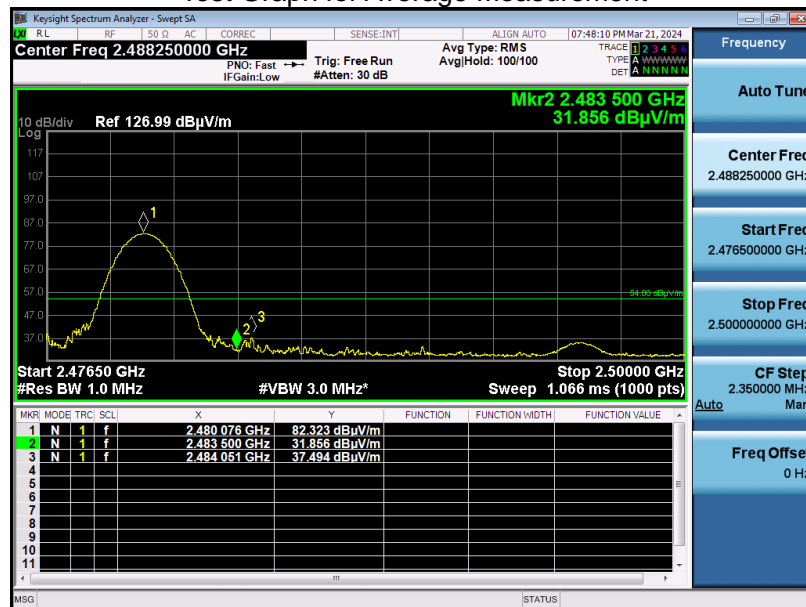 Test Graph for Average Measurement
Keysight Spectrum Analyzer - Swept SA
LXI RL RF 50 Ω AC CORREC SENSE:INT ALIGN AUTO 07:48:10 PM Mar 21, 2024
Center Freq 2.488250000 GHz
PNO: Fast
IFGain:Low
Trig: Free Run
#Atten: 30 dB
Avg Type: RMS
Avg|Hold: 100/100
TRACE 1 2 3 4 5 6
TYPE A WWWWW
DET A N N N N N
Mkr2 2.483 500 GHz
31.856 dBµV/m
10 dB/div Ref 126.99 dBµV/m
Log
117
107
97.0
87.0
77.0
67.0
57.0
47.0
37.0
1
2
3
54.00 dBµV/m
Start 2.47650 GHz Stop 2.50000 GHz
#Res BW 1.0 MHz #VBW 3.0 MHz* Sweep 1.066 ms (1000 pts)
MKR MODE TRC SCL X Y FUNCTION FUNCTION WIDTH FUNCTION VALUE
1 N 1 f 2.480 076 GHz 82.323 dBµV/m
2 N 1 f 2.483 500 GHz 31.856 dBµV/m
3 N 1 f 2.484 051 GHz 37.494 dBµV/m
4
5
6
7
8
9
10
11
MSG STATUS
Frequency
Auto Tune
Center Freq
2.488250000 GHz
Start Freq
2.476500000 GHz
Stop Freq
2.500000000 GHz
CF Step
2.350000 MHz
Auto Man
Freq Offset
0 Hz